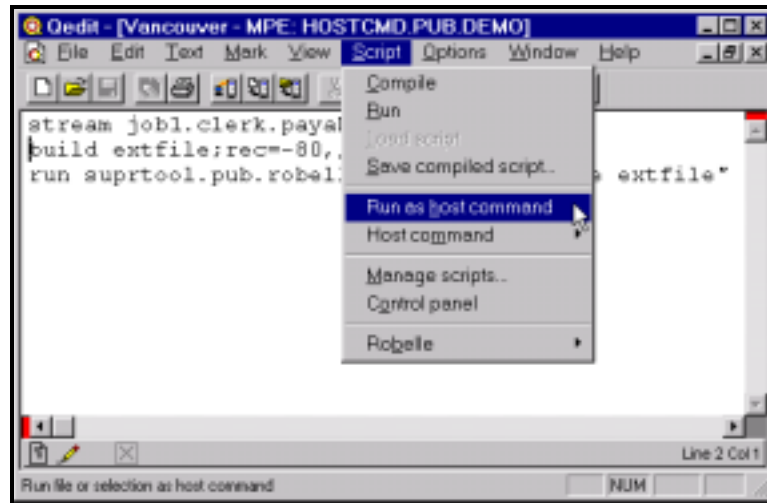 Qedit - [Vancouver - MPE: HOSTCMD.PUB.DEMO]
File Edit Text Mark View Script Options Window Help
Compile
Run
Load script
Save compiled script...
Run as host command
Host command
Manage scripts...
Control panel
Robelle
stream job1.clerk.paya
build extfile;rec=-80,
run suprtool.pub.robel
extfile"
Line 2 Col 1
Run file or selection as host command
NUM